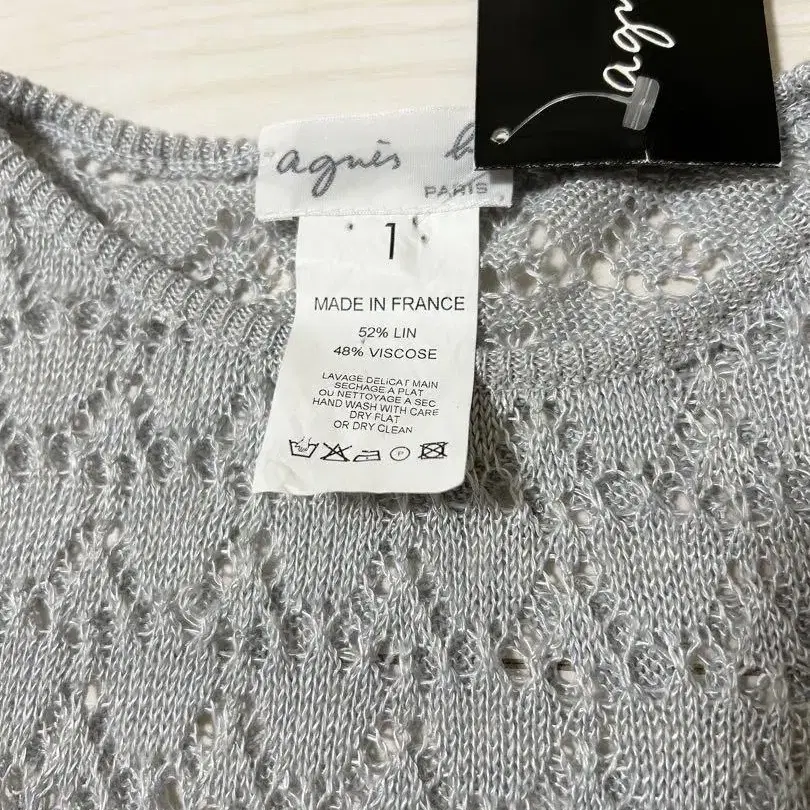 agn
agnès b
PARIS
1
MADE IN FRANCE
52% LIN
48% VISCOSE
LAVAGE DELICAT MAIN
SECHAGE A PLAT
OU NETTOYAGE A SEC
HAND WASH WITH CARE
DRY FLAT
OR DRY CLEAN
P